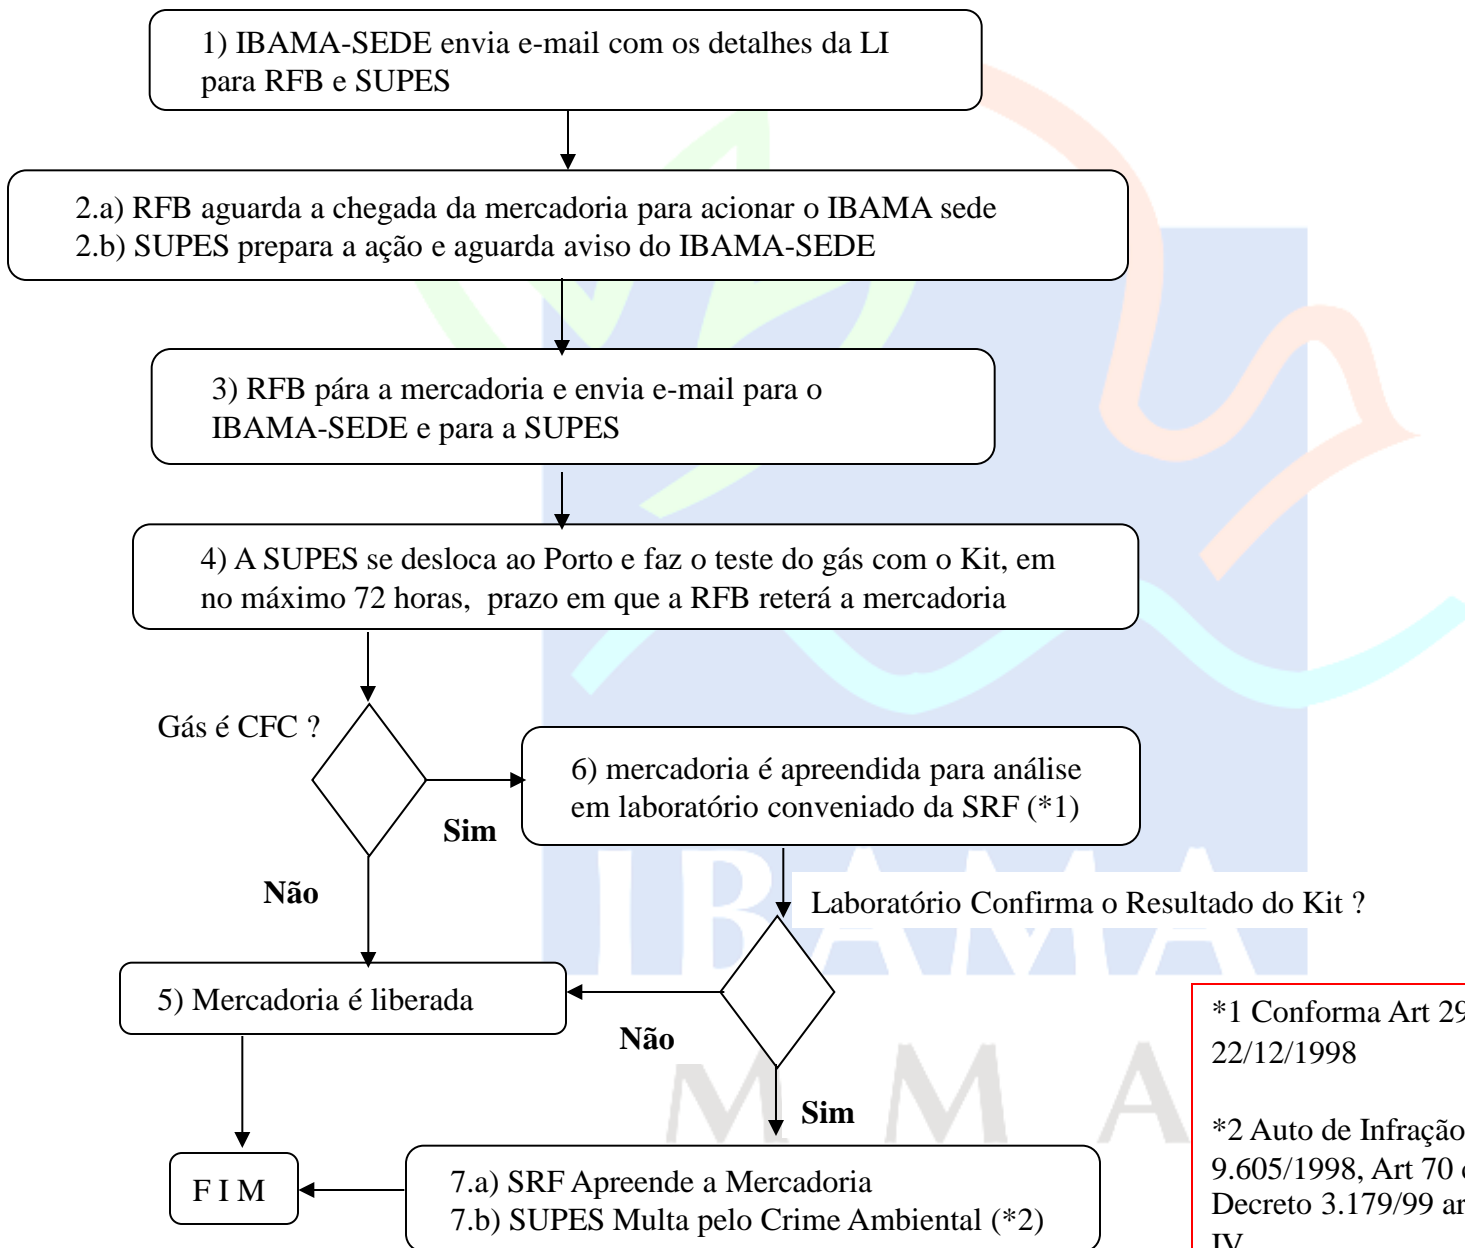 1) IBAMA-SEDE envia e-mail com os detalhes da LI
para RFB e SUPES
2.a) RFB aguarda a chegada da mercadoria para acionar o IBAMA sede
2.b) SUPES prepara a ação e aguarda aviso do IBAMA-SEDE
3) RFB pára a mercadoria e envia e-mail para o
IBAMA-SEDE e para a SUPES
4) A SUPES se desloca ao Porto e faz o teste do gás com o Kit, em
no máximo 72 horas, prazo em que a RFB reterá a mercadoria
Gás é CFC ?
6) mercadoria é apreendida para análise
em laboratório conveniado da SRF (*1)
Sim
Não
Laboratório Confirma o Resultado do Kit ?
IBAMA
5) Mercadoria é liberada
Não
Sim
M M A
*1 Conforma Art 29
22/12/1998
*2 Auto de Infração
9.605/1998, Art 70
Decreto 3.179/99
IV
F I M
7.a) SRF Apreende a Mercadoria
7.b) SUPES Multa pelo Crime Ambiental (*2)